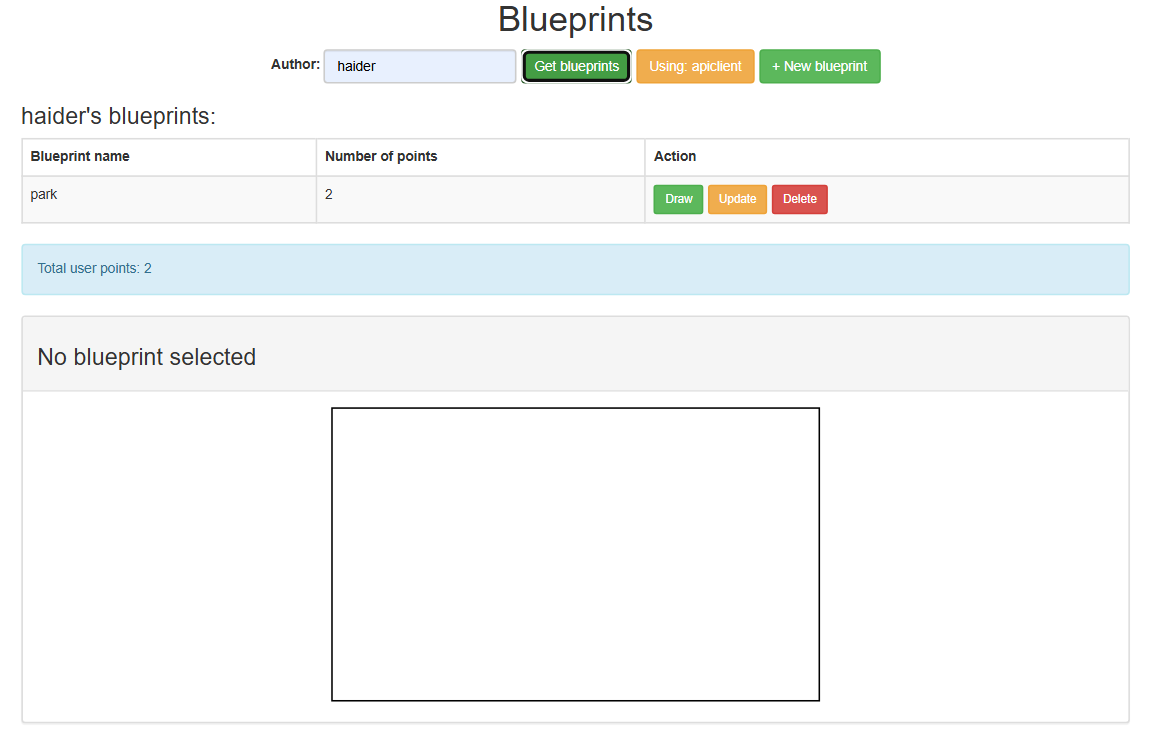 Blueprints
Author: haider Get blueprints Using: apiclient + New blueprint
haider's blueprints:
Blueprint name Number of points Action
park 2 Draw Update Delete
Total user points: 2
No blueprint selected